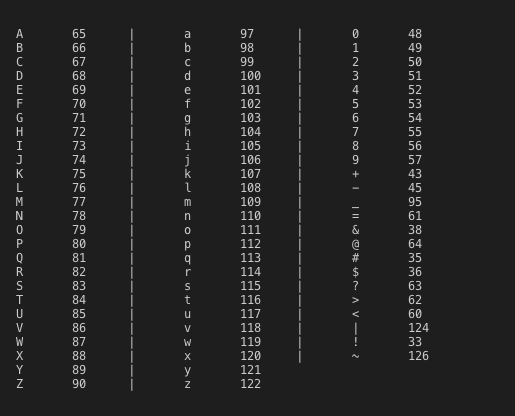 A 65 | a 97 | 0 48
B 66 | b 98 | 1 49
C 67 | c 99 | 2 50
D 68 | d 100 | 3 51
E 69 | e 101 | 4 52
F 70 | f 102 | 5 53
G 71 | g 103 | 6 54
H 72 | h 104 | 7 55
I 73 | i 105 | 8 56
J 74 | j 106 | 9 57
K 75 | k 107 | + 43
L 76 | l 108 | - 45
M 77 | m 109 | _ 95
N 78 | n 110 | = 61
O 79 | o 111 | & 38
P 80 | p 112 | @ 64
Q 81 | q 113 | # 35
R 82 | r 114 | $ 36
S 83 | s 115 | ? 63
T 84 | t 116 | > 62
U 85 | u 117 | < 60
V 86 | v 118 | | 124
W 87 | w 119 | ! 33
X 88 | x 120 | ~ 126
Y 89 | y 121
Z 90 | z 122